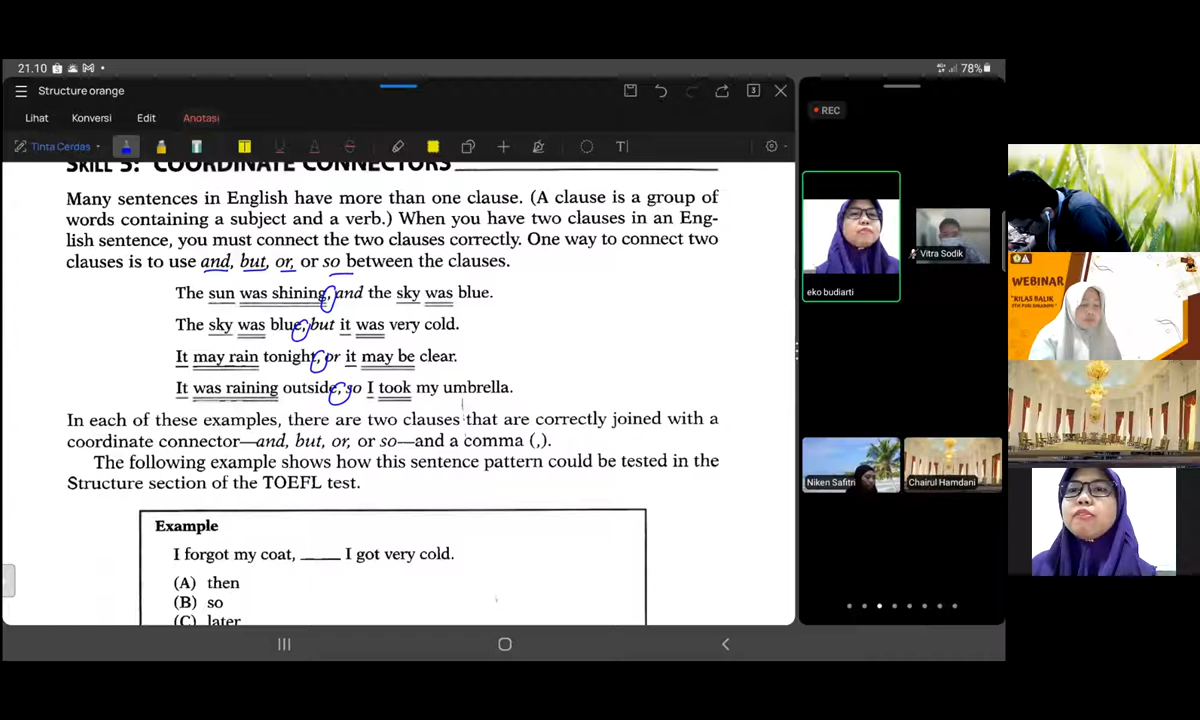 21.10
78%
Structure orange
3
Lihat Konversi Edit Anotasi
Tinta Cerdas
SKILL 5: COORDINATE CONNECTORS
Many sentences in English have more than one clause. (A clause is a group of
words containing a subject and a verb.) When you have two clauses in an Eng-
lish sentence, you must connect the two clauses correctly. One way to connect two
clauses is to use and, but, or, or so between the clauses.
The sun was shining, and the sky was blue.
The sky was blue, but it was very cold.
It may rain tonight, or it may be clear.
It was raining outside, so I took my umbrella.
In each of these examples, there are two clauses that are correctly joined with a
coordinate connector—and, but, or, or so—and a comma (,).
The following example shows how this sentence pattern could be tested in the
Structure section of the TOEFL test.
Example
I forgot my coat, _____ I got very cold.
(A) then
(B) so
(C) later
REC
eko budiarti
Vitra Sodik
Niken Safitri
Chairul Hamdani
WEBINAR
"KILAS BALIK